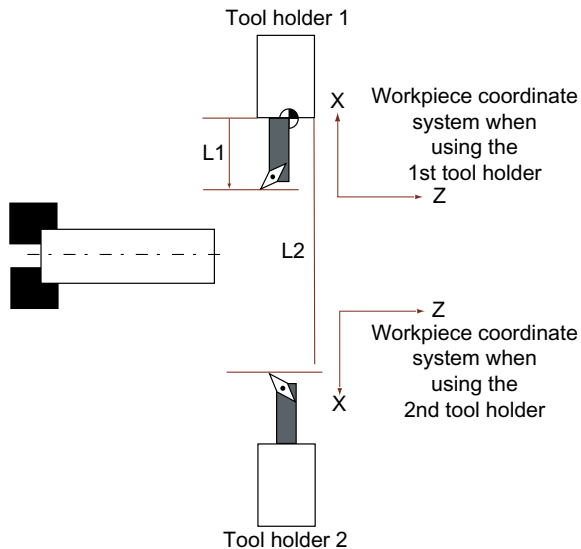 Tool holder 1
X
Workpiece coordinate
system when
using the
1st tool holder
L1
Z
L2
Z
Workpiece coordinate
system when
using the
2nd tool holder
X
Tool holder 2